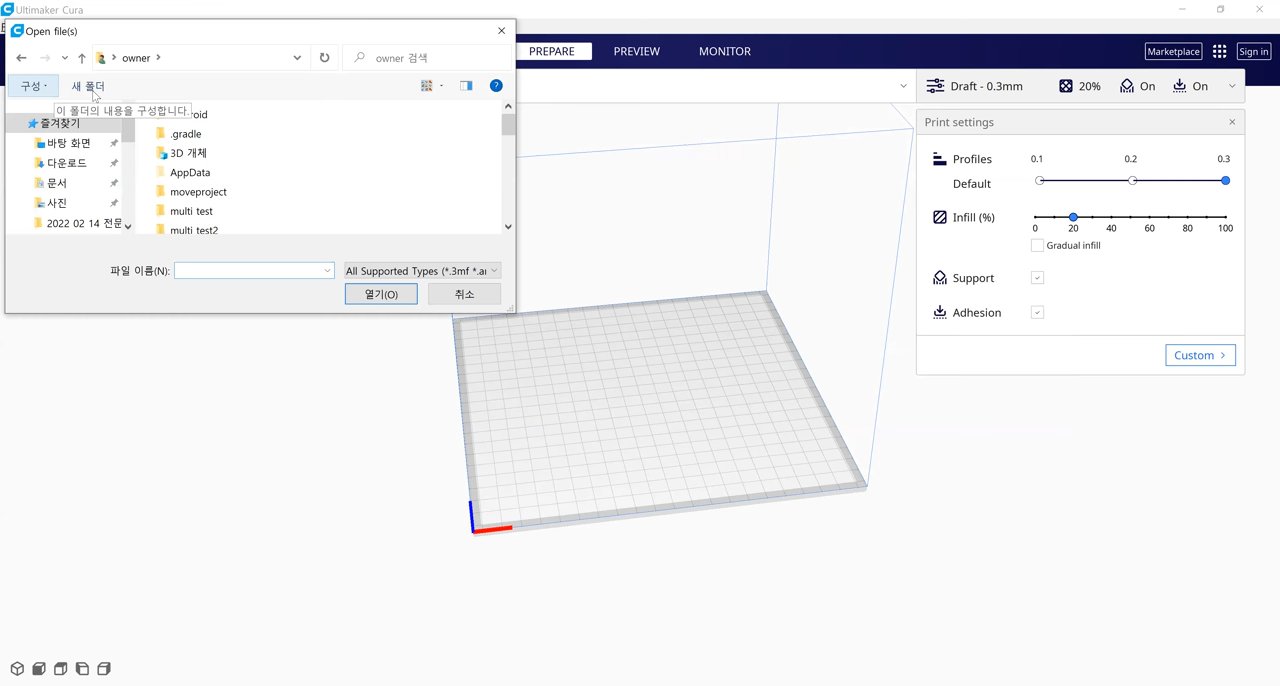 Ultimaker Cura
Open file(s)
owner
owner 검색
PREPARE
PREVIEW
MONITOR
Marketplace
Sign in
구성
새 폴더
Draft - 0.3mm
20%
On
On
이 폴더의 내용을 구성합니다.
oid
즐겨찾기
.gradle
바탕 화면
3D 개체
다운로드
AppData
문서
moveproject
사진
multi test
2022 02 14 전문
multi test2
파일 이름(N):
All Supported Types (*.3mf *.ar
열기(O)
취소
Print settings
Profiles
0.1 0.2 0.3
Default
Infill (%)
0 20 40 60 80 100
Gradual infill
Support
Adhesion
Custom